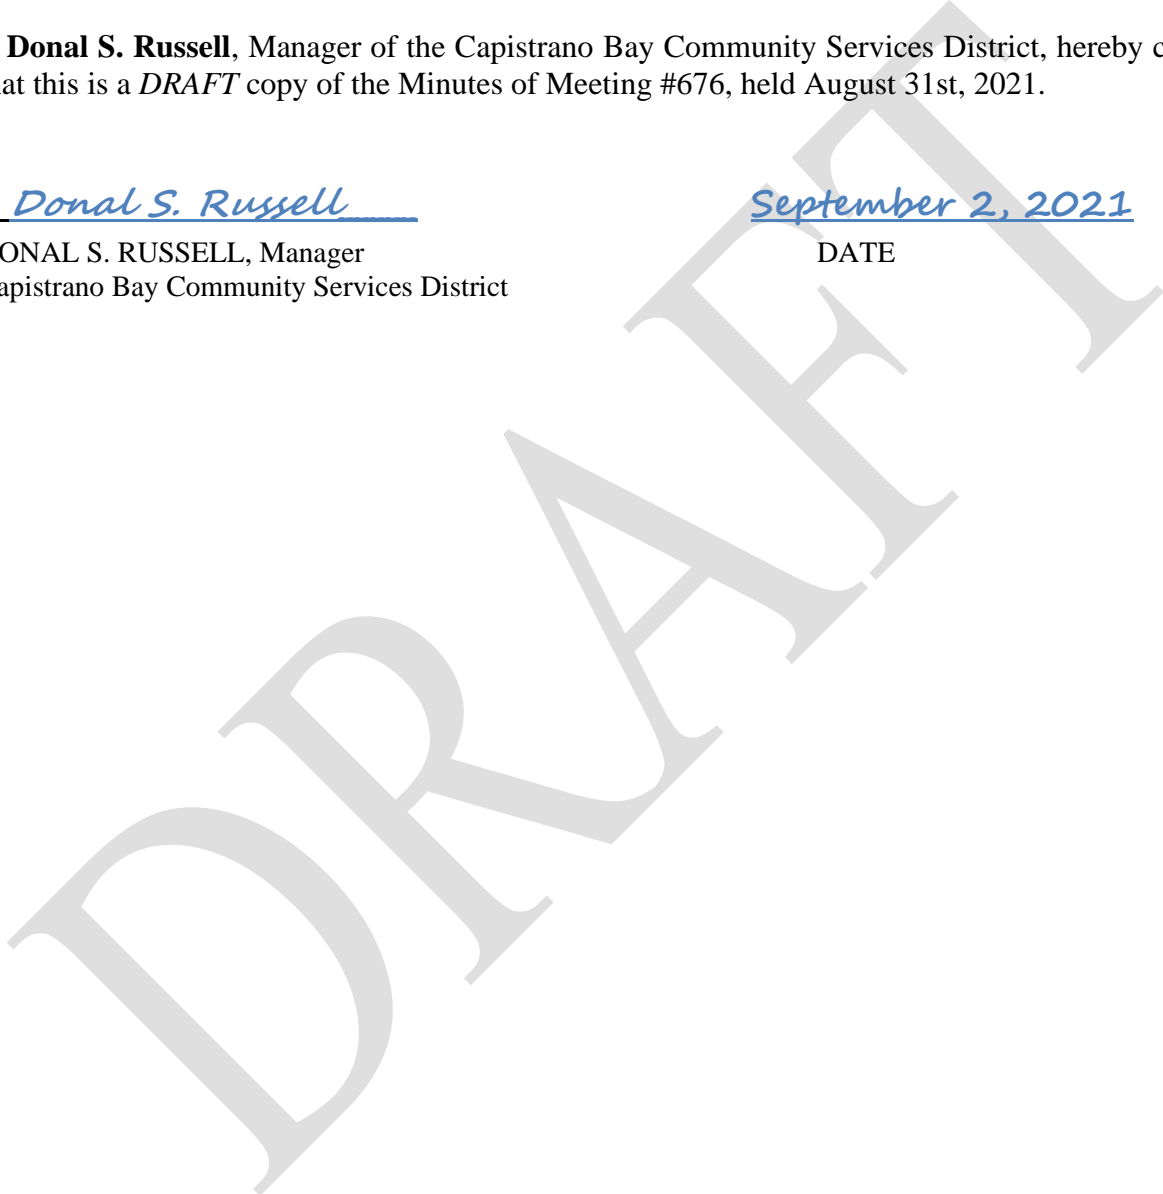 Donal S. Russell, Manager of the Capistrano Bay Community Services District, hereby c
at this is a DRAFT copy of the Minutes of Meeting #676, held August 31st, 2021.
Donal S. Russell September 2, 2021
ONAL S. RUSSELL, Manager DATE
apistrano Bay Community Services District
DRAFT